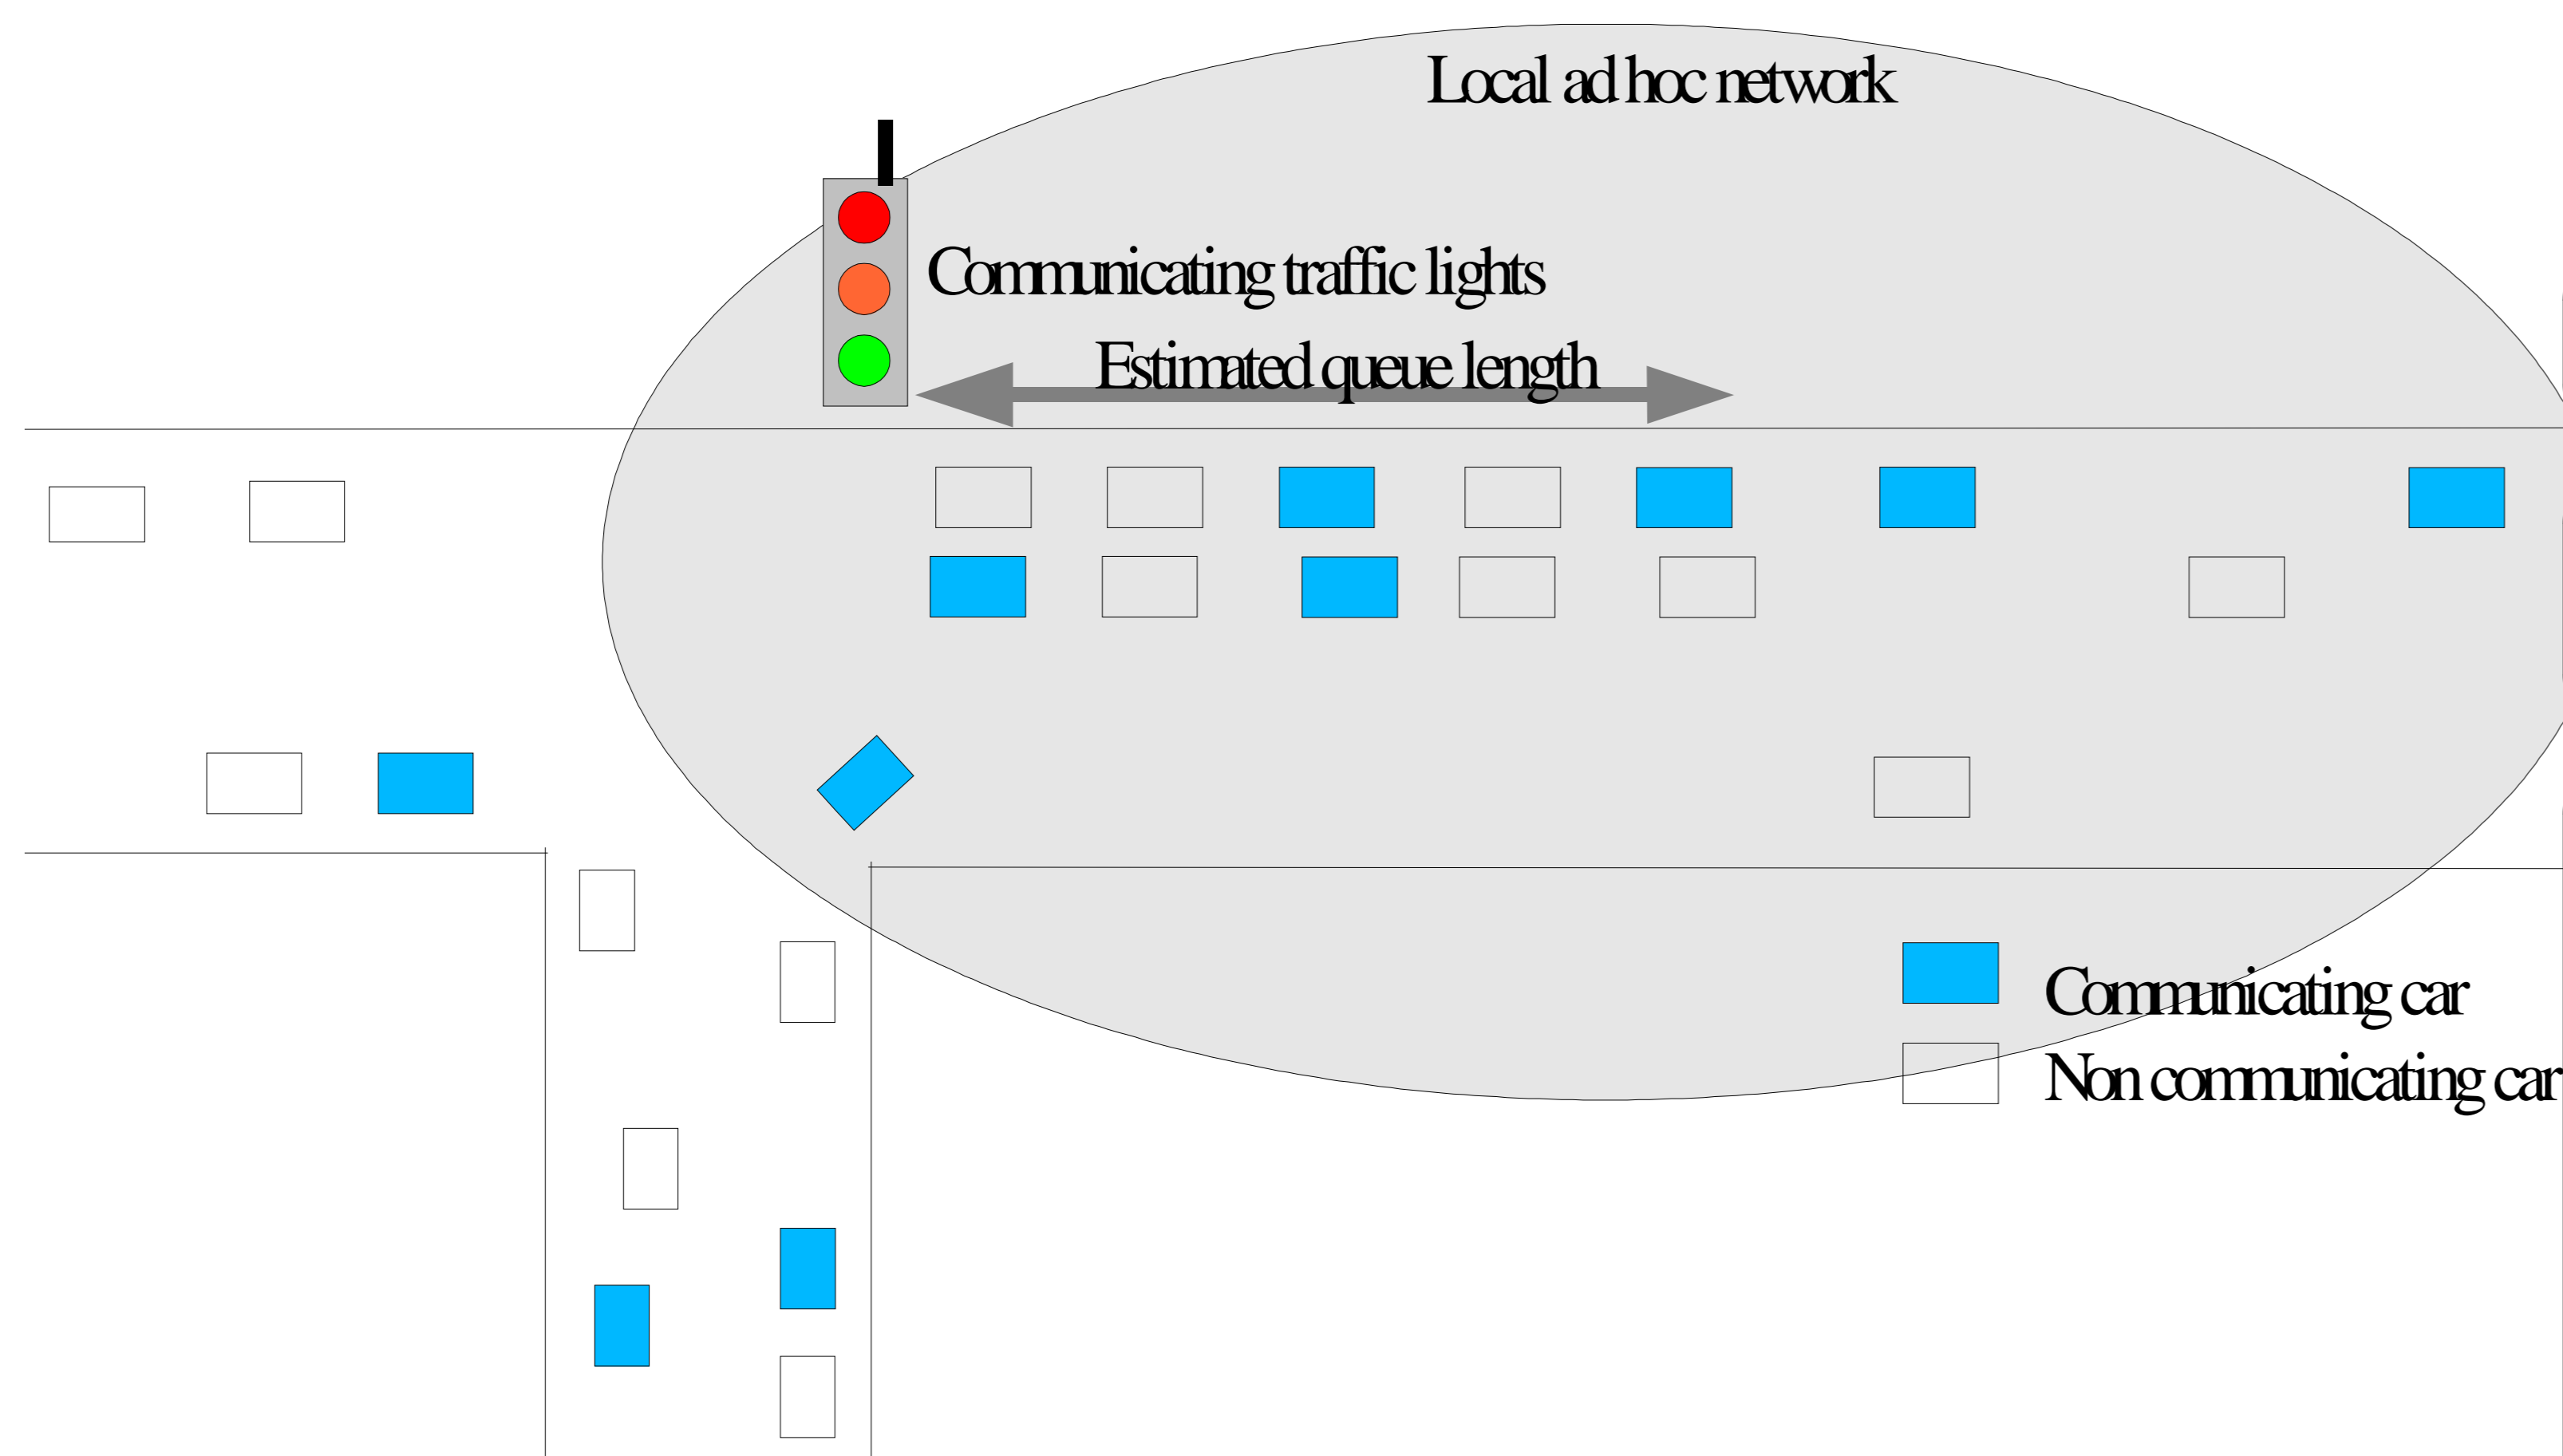 Local ad hoc network
Communicating traffic lights
Estimated queue length
Communicating car
Non communicating car